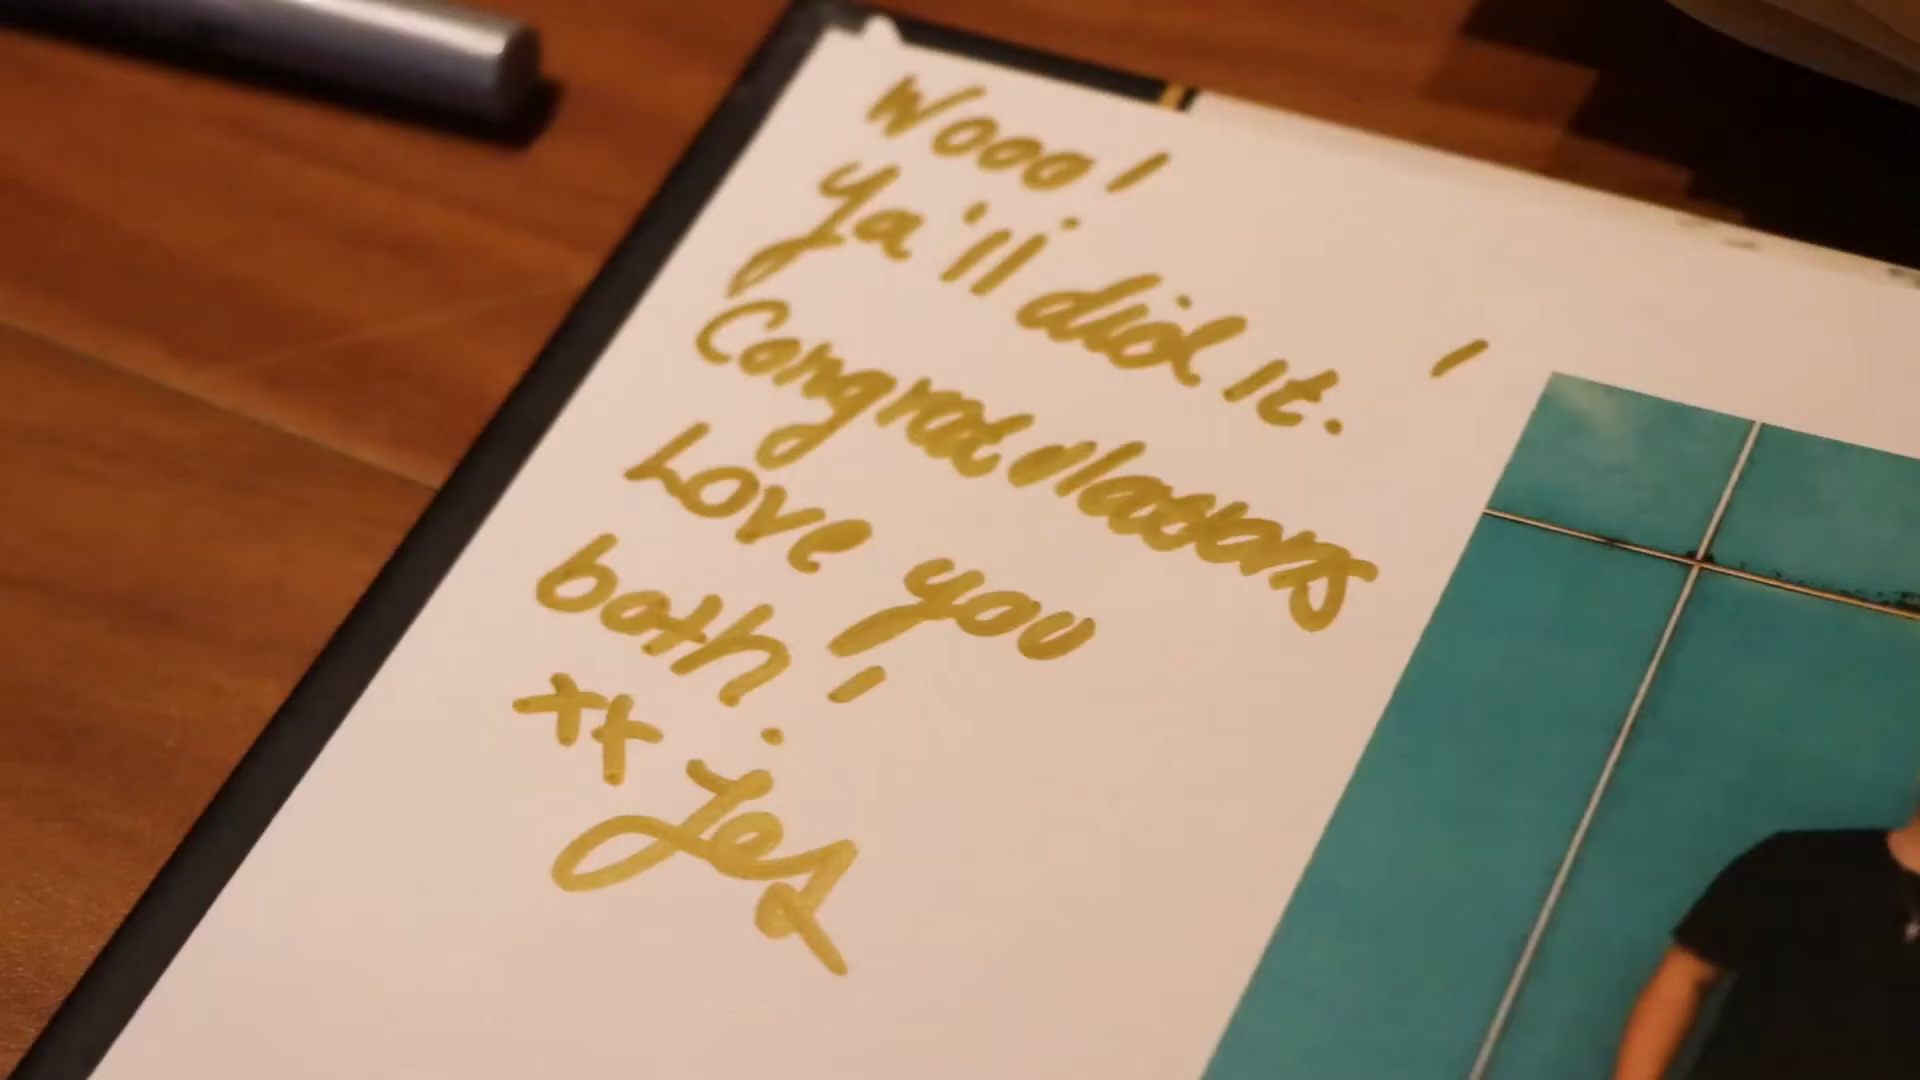 Wooo!
Ya'll did it.
Congratulations!
Love you
both!
xx Jes